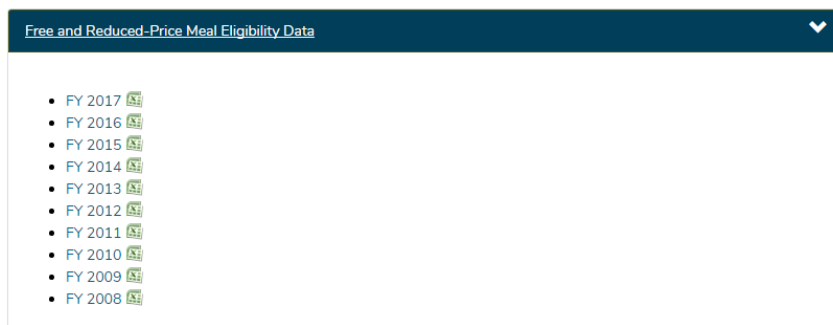 Free and Reduced-Price Meal Eligibility Data
FY 2017
FY 2016
FY 2015
FY 2014
FY 2013
FY 2012
FY 2011
FY 2010
FY 2009
FY 2008